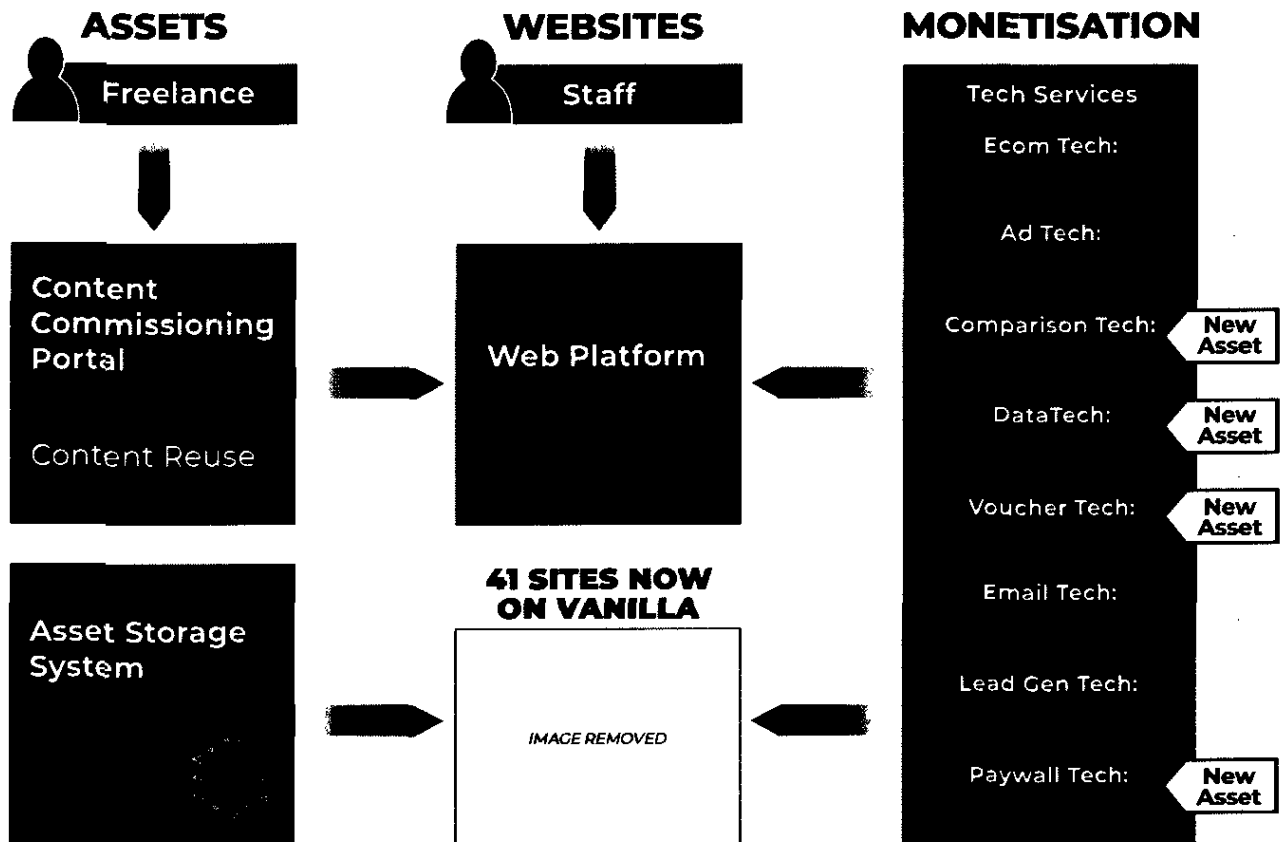 ASSETS
Freelance
Content
Commissioning
Portal
Content Reuse
Asset Storage
System
WEBSITES
Staff
Web Platform
41 SITES NOW
ON VANILLA
IMAGE REMOVED
MONETISATION
Tech Services
Ecom Tech:
Ad Tech:
Comparison Tech:
New
Asset
DataTech:
New
Asset
Voucher Tech:
New
Asset
Email Tech:
Lead Gen Tech:
Paywall Tech:
New
Asset